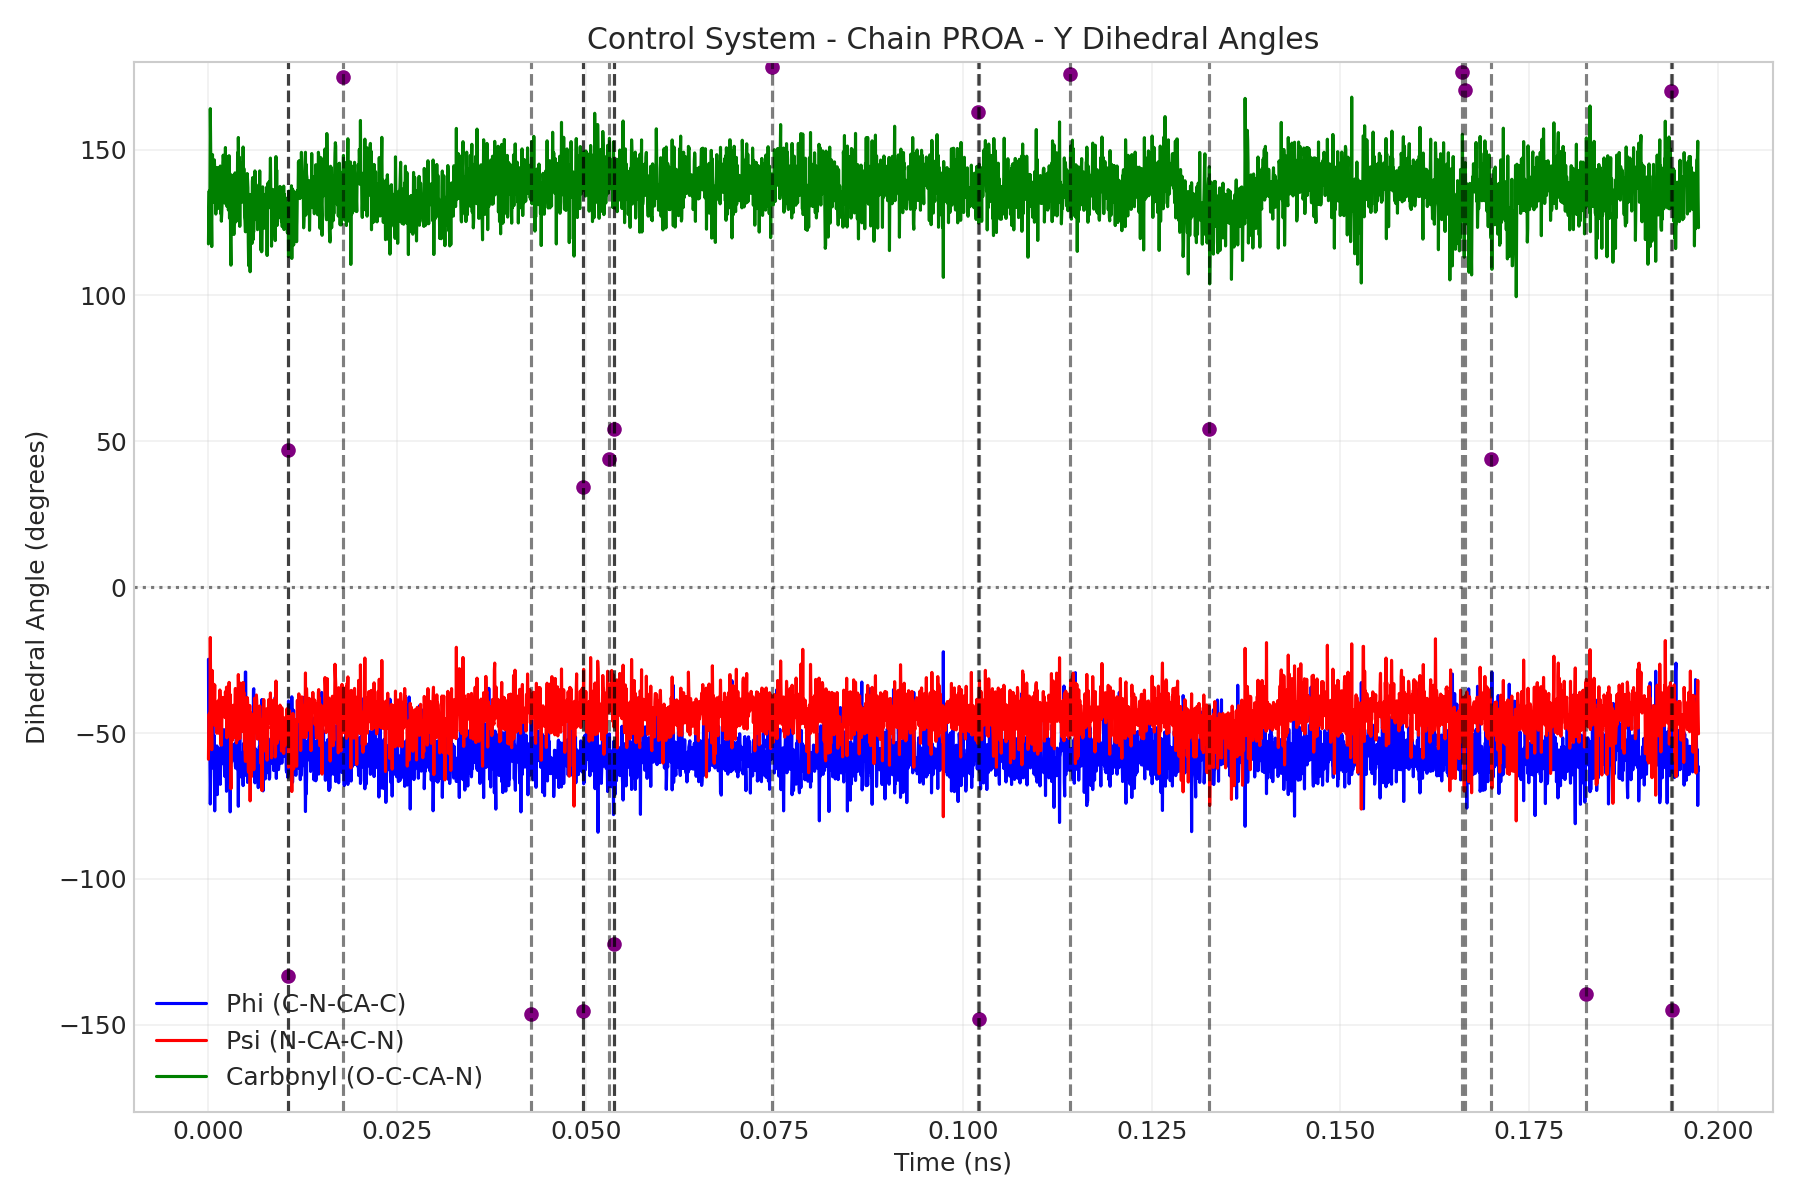 Control System - Chain PROA - Y Dihedral Angles
Dihedral Angle (degrees)
150
100
50
0
−50
−100
−150
Phi (C-N-CA-C)
Psi (N-CA-C-N)
Carbonyl (O-C-CA-N)
0.000 0.025 0.050 0.075 0.100 0.125 0.150 0.175 0.200
Time (ns)